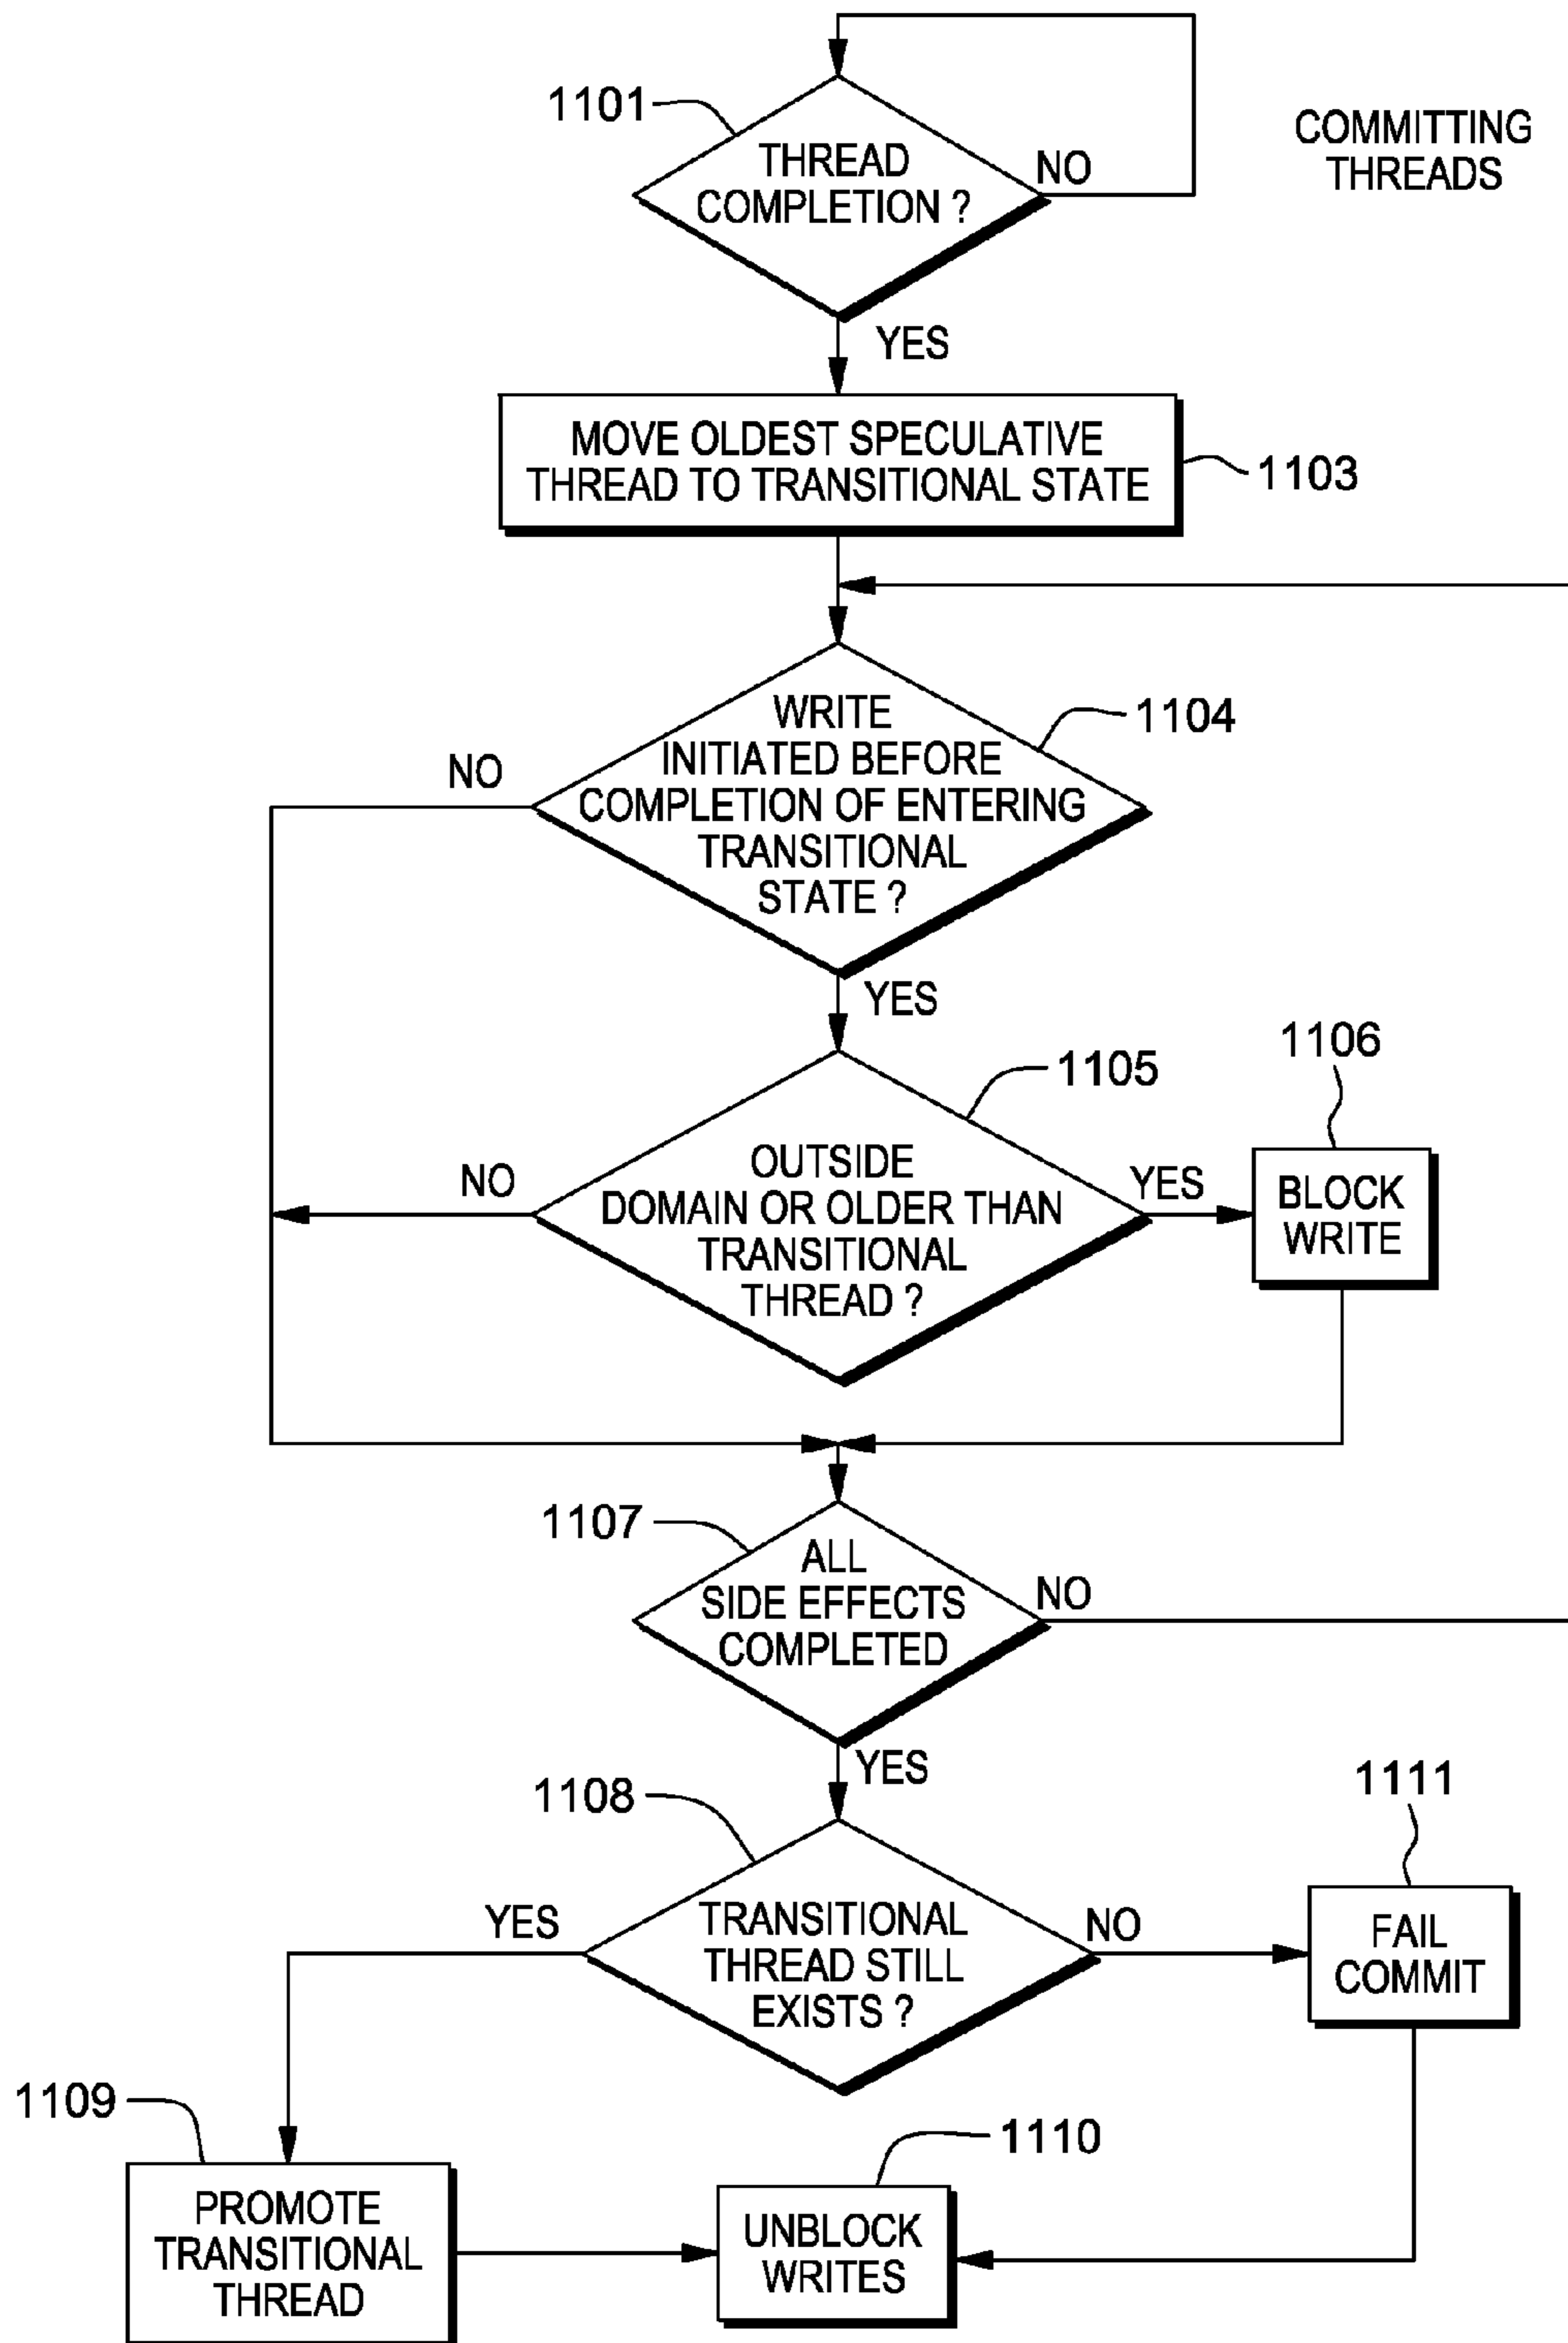 1101
THREAD
COMPLETION ?
NO
COMMITTING
THREADS
YES
MOVE OLDEST SPECULATIVE
THREAD TO TRANSITIONAL STATE
1103
WRITE
INITIATED BEFORE
COMPLETION OF ENTERING
TRANSITIONAL
STATE ?
1104
NO
YES
1105
1106
OUTSIDE
DOMAIN OR OLDER THAN
TRANSITIONAL
THREAD ?
NO
YES
BLOCK
WRITE
1107
ALL
SIDE EFFECTS
COMPLETED
NO
YES
1108
1111
YES
TRANSITIONAL
THREAD STILL
EXISTS ?
NO
FAIL
COMMIT
1109
1110
PROMOTE
TRANSITIONAL
THREAD
UNBLOCK
WRITES